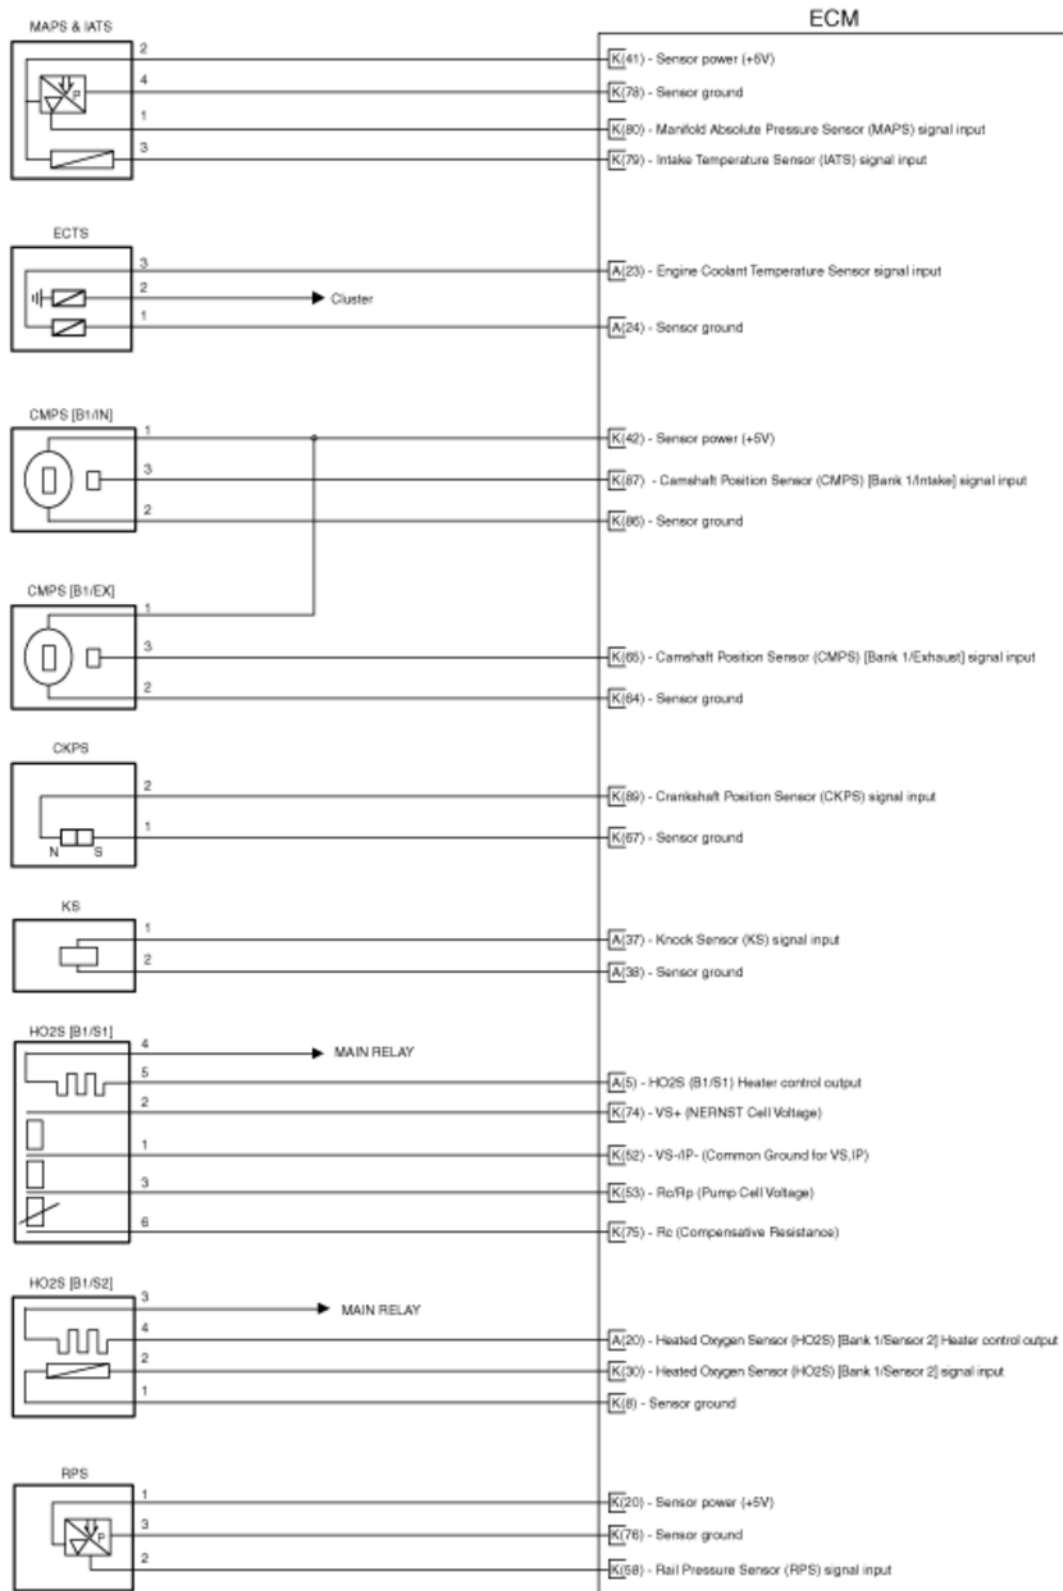 ECM
MAPS & IATS
2 K(41) - Sensor power (+5V)
4 K(78) - Sensor ground
P
1 K(80) - Manifold Absolute Pressure Sensor (MAPS) signal input
3 K(79) - Intake Temperature Sensor (IATS) signal input
ECTS
3 A(23) - Engine Coolant Temperature Sensor signal input
2 Cluster
1 A(24) - Sensor ground
CMPS [B1/IN]
1 K(42) - Sensor power (+5V)
3 K(87) - Camshaft Position Sensor (CMPS) [Bank 1/Intake] signal input
2 K(86) - Sensor ground
CMPS [B1/EX]
1
3 K(65) - Camshaft Position Sensor (CMPS) [Bank 1/Exhaust] signal input
2 K(64) - Sensor ground
CKPS
2 K(89) - Crankshaft Position Sensor (CKPS) signal input
1 K(67) - Sensor ground
N S
KS
1 A(37) - Knock Sensor (KS) signal input
2 A(38) - Sensor ground
HO2S [B1/S1]
4 MAIN RELAY
5 A(5) - HO2S (B1/S1) Heater control output
2 K(74) - VS+ (NERNST Cell Voltage)
1 K(52) - VS-/IP- (Common Ground for VS,IP)
3 K(53) - Rc/Rp (Pump Cell Voltage)
6 K(75) - Rc (Compensative Resistance)
HO2S [B1/S2]
3 MAIN RELAY
4 A(20) - Heated Oxygen Sensor (HO2S) [Bank 1/Sensor 2] Heater control output
2 K(30) - Heated Oxygen Sensor (HO2S) [Bank 1/Sensor 2] signal input
1 K(8) - Sensor ground
RPS
1 K(20) - Sensor power (+5V)
3 K(76) - Sensor ground
P
2 K(58) - Rail Pressure Sensor (RPS) signal input